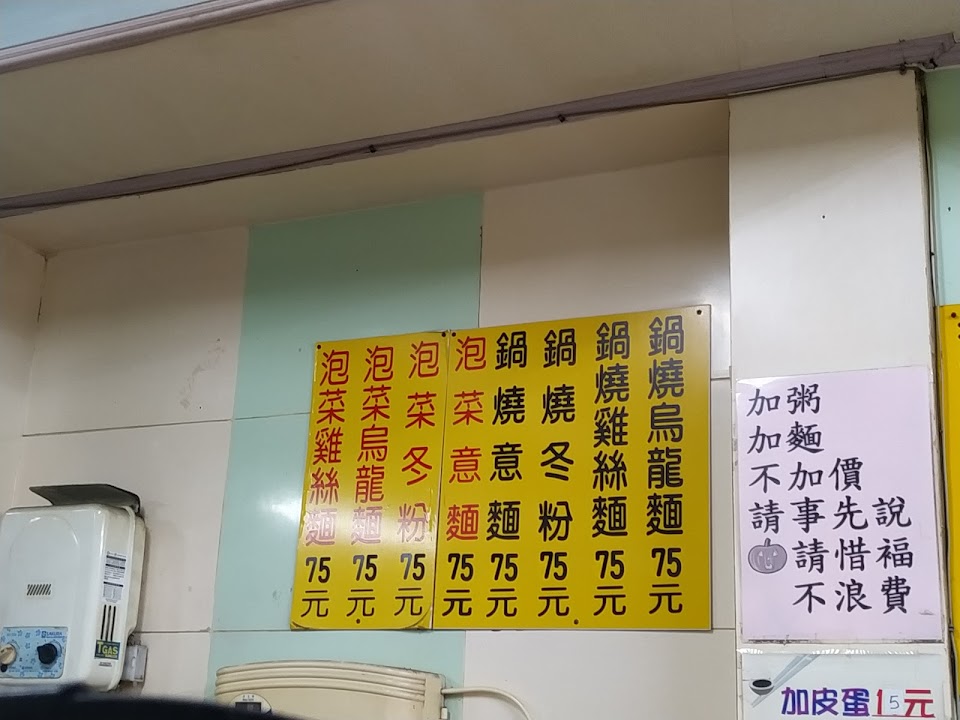 鍋燒烏龍麵75元
鍋燒雞絲麵75元
鍋燒冬粉75元
鍋燒意麵75元
泡菜意麵75元
泡菜冬粉75元
泡菜烏龍麵75元
泡菜雞絲麵75元
加粥
加麵
不加價
請事先說
請惜福
不浪費
加皮蛋15元
TGAS